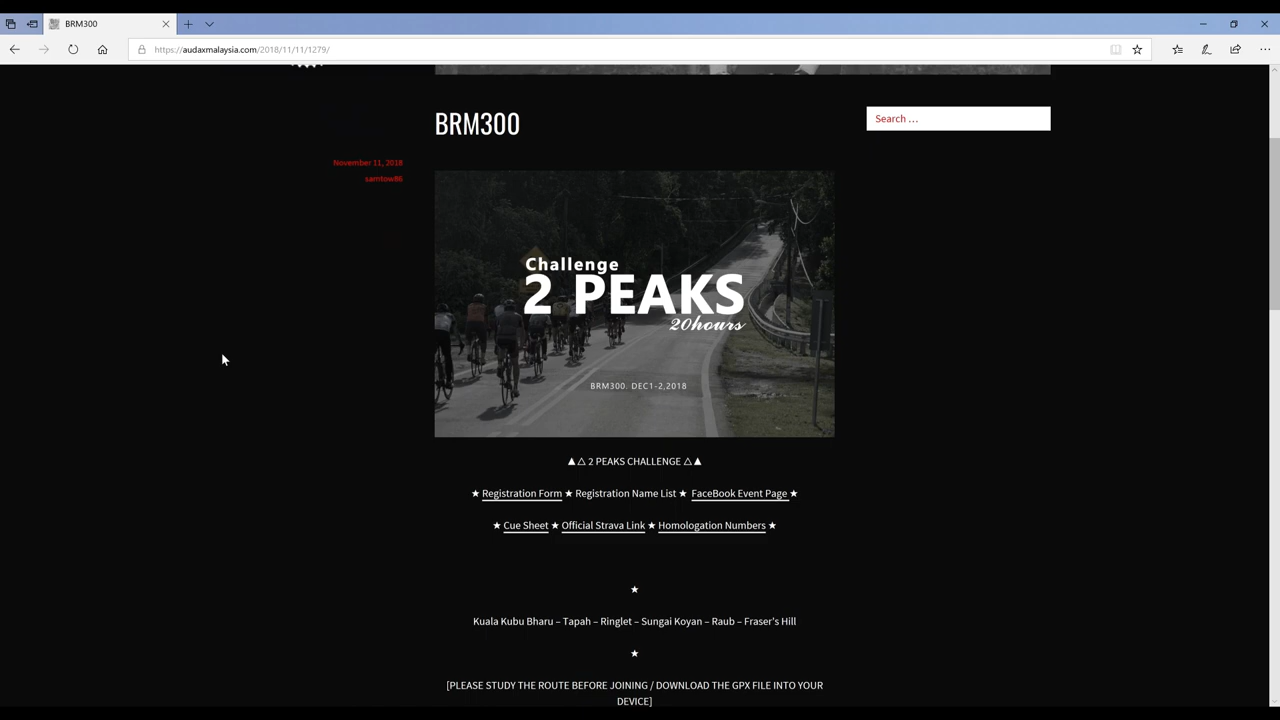 BRM300
https://audaxmalaysia.com/2018/11/11/1279/
BRM300
Search …
November 11, 2018
samtow86
Challenge
2 PEAKS
20hours
BRM300. DEC1-2,2018
▲△ 2 PEAKS CHALLENGE △▲
★ Registration Form ★ Registration Name List ★ FaceBook Event Page ★
★ Cue Sheet ★ Official Strava Link ★ Homologation Numbers ★
★
Kuala Kubu Bharu – Tapah – Ringlet – Sungai Koyan – Raub – Fraser's Hill
★
[PLEASE STUDY THE ROUTE BEFORE JOINING / DOWNLOAD THE GPX FILE INTO YOUR
DEVICE]